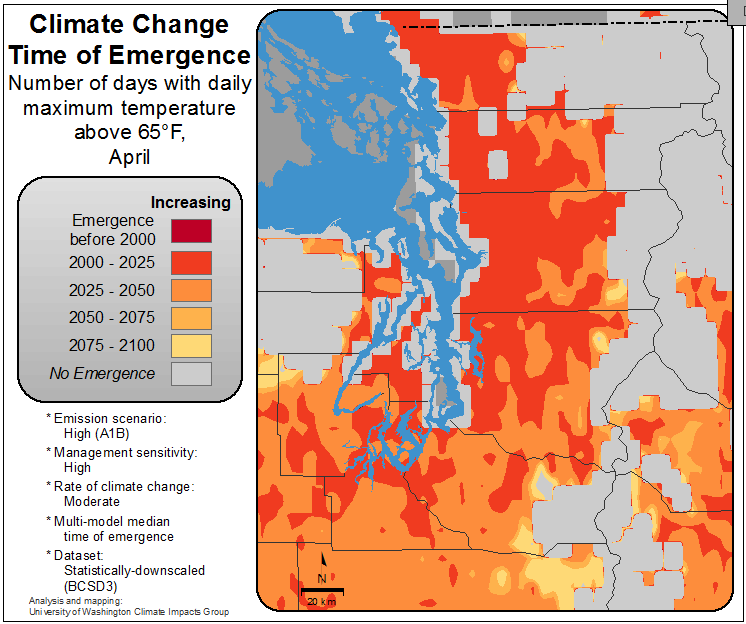 Climate Change
Time of Emergence
Number of days with daily
maximum temperature
above 65°F,
April
Increasing
Emergence
before 2000
2000 - 2025
2025 - 2050
2050 - 2075
2075 - 2100
No Emergence
* Emission scenario:
High (A1B)
* Management sensitivity:
High
* Rate of climate change:
Moderate
* Multi-model median
time of emergence
* Dataset:
Statistically-downscaled
(BCSD3)
Analysis and mapping:
University of Washington Climate Impacts Group
N
20 km